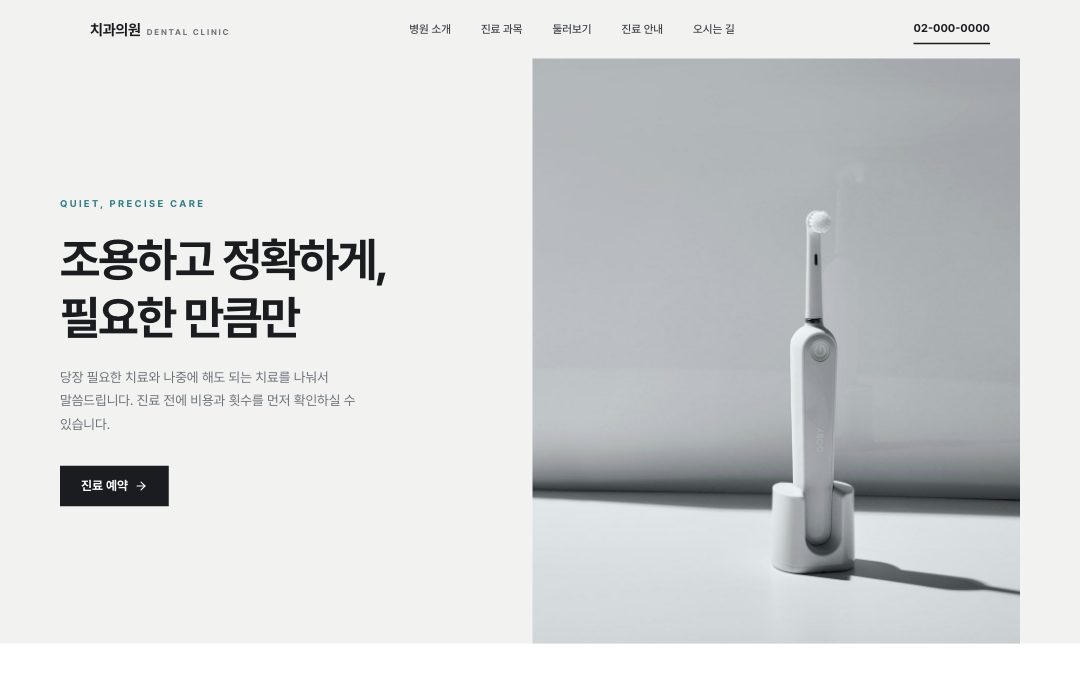 치과의원 DENTAL CLINIC
병원 소개 진료 과목 둘러보기 진료 안내 오시는 길
02-000-0000
QUIET, PRECISE CARE
조용하고 정확하게,
필요한 만큼만
당장 필요한 치료와 나중에 해도 되는 치료를 나눠서
말씀드립니다. 진료 전에 비용과 횟수를 먼저 확인하실 수
있습니다.
진료 예약 →